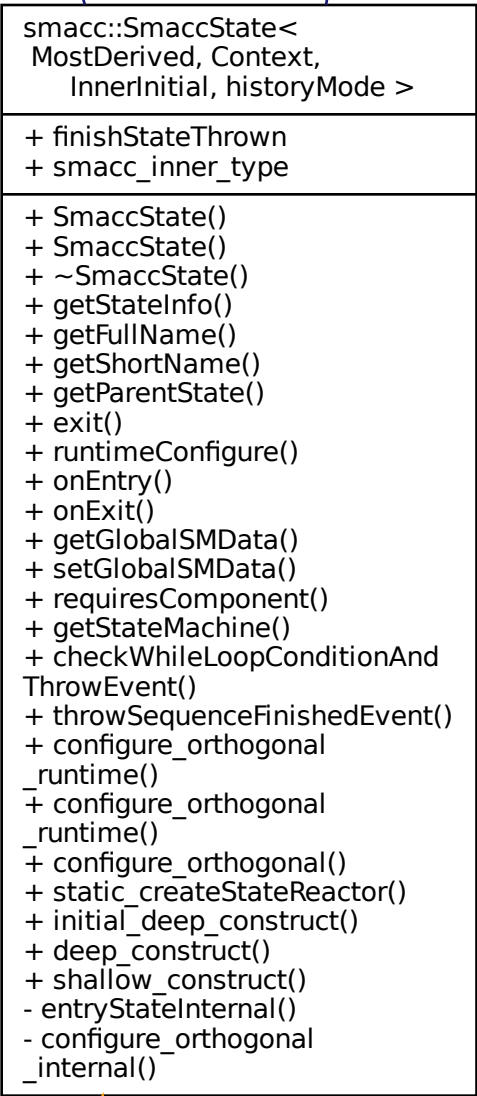 smacc::SmaccState<
MostDerived, Context,
InnerInitial, historyMode >
+ finishStateThrown
+ smacc_inner_type
+ SmaccState()
+ SmaccState()
+ ~SmaccState()
+ getStateInfo()
+ getFullName()
+ getShortName()
+ getParentState()
+ exit()
+ runtimeConfigure()
+ onEntry()
+ onExit()
+ getGlobalSMData()
+ setGlobalSMData()
+ requiresComponent()
+ getStateMachine()
+ checkWhileLoopConditionAnd
ThrowEvent()
+ throwSequenceFinishedEvent()
+ configure_orthogonal
_runtime()
+ configure_orthogonal
_runtime()
+ configure_orthogonal()
+ static_createStateReactor()
+ initial_deep_construct()
+ deep_construct()
+ shallow_construct()
- entryStateInternal()
- configure_orthogonal
_internal()